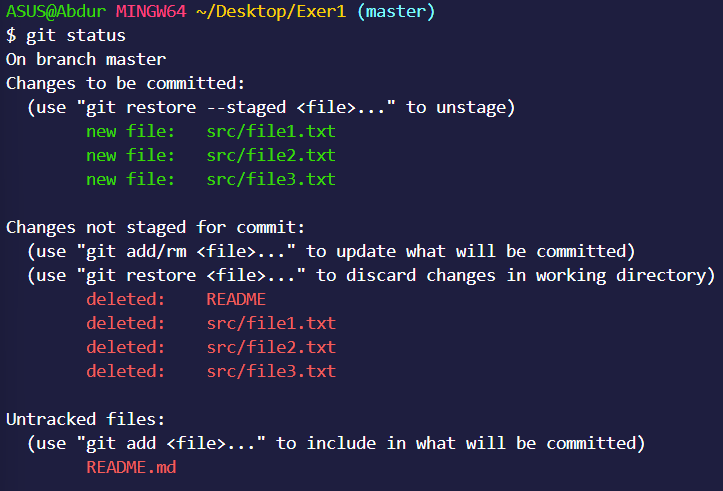 ASUS@Abdur MINGW64 ~/Desktop/Exer1 (master)
$ git status
On branch master
Changes to be committed:
  (use "git restore --staged <file>..." to unstage)
        new file:   src/file1.txt
        new file:   src/file2.txt
        new file:   src/file3.txt

Changes not staged for commit:
  (use "git add/rm <file>..." to update what will be committed)
  (use "git restore <file>..." to discard changes in working directory)
        deleted:    README
        deleted:    src/file1.txt
        deleted:    src/file2.txt
        deleted:    src/file3.txt

Untracked files:
  (use "git add <file>..." to include in what will be committed)
        README.md